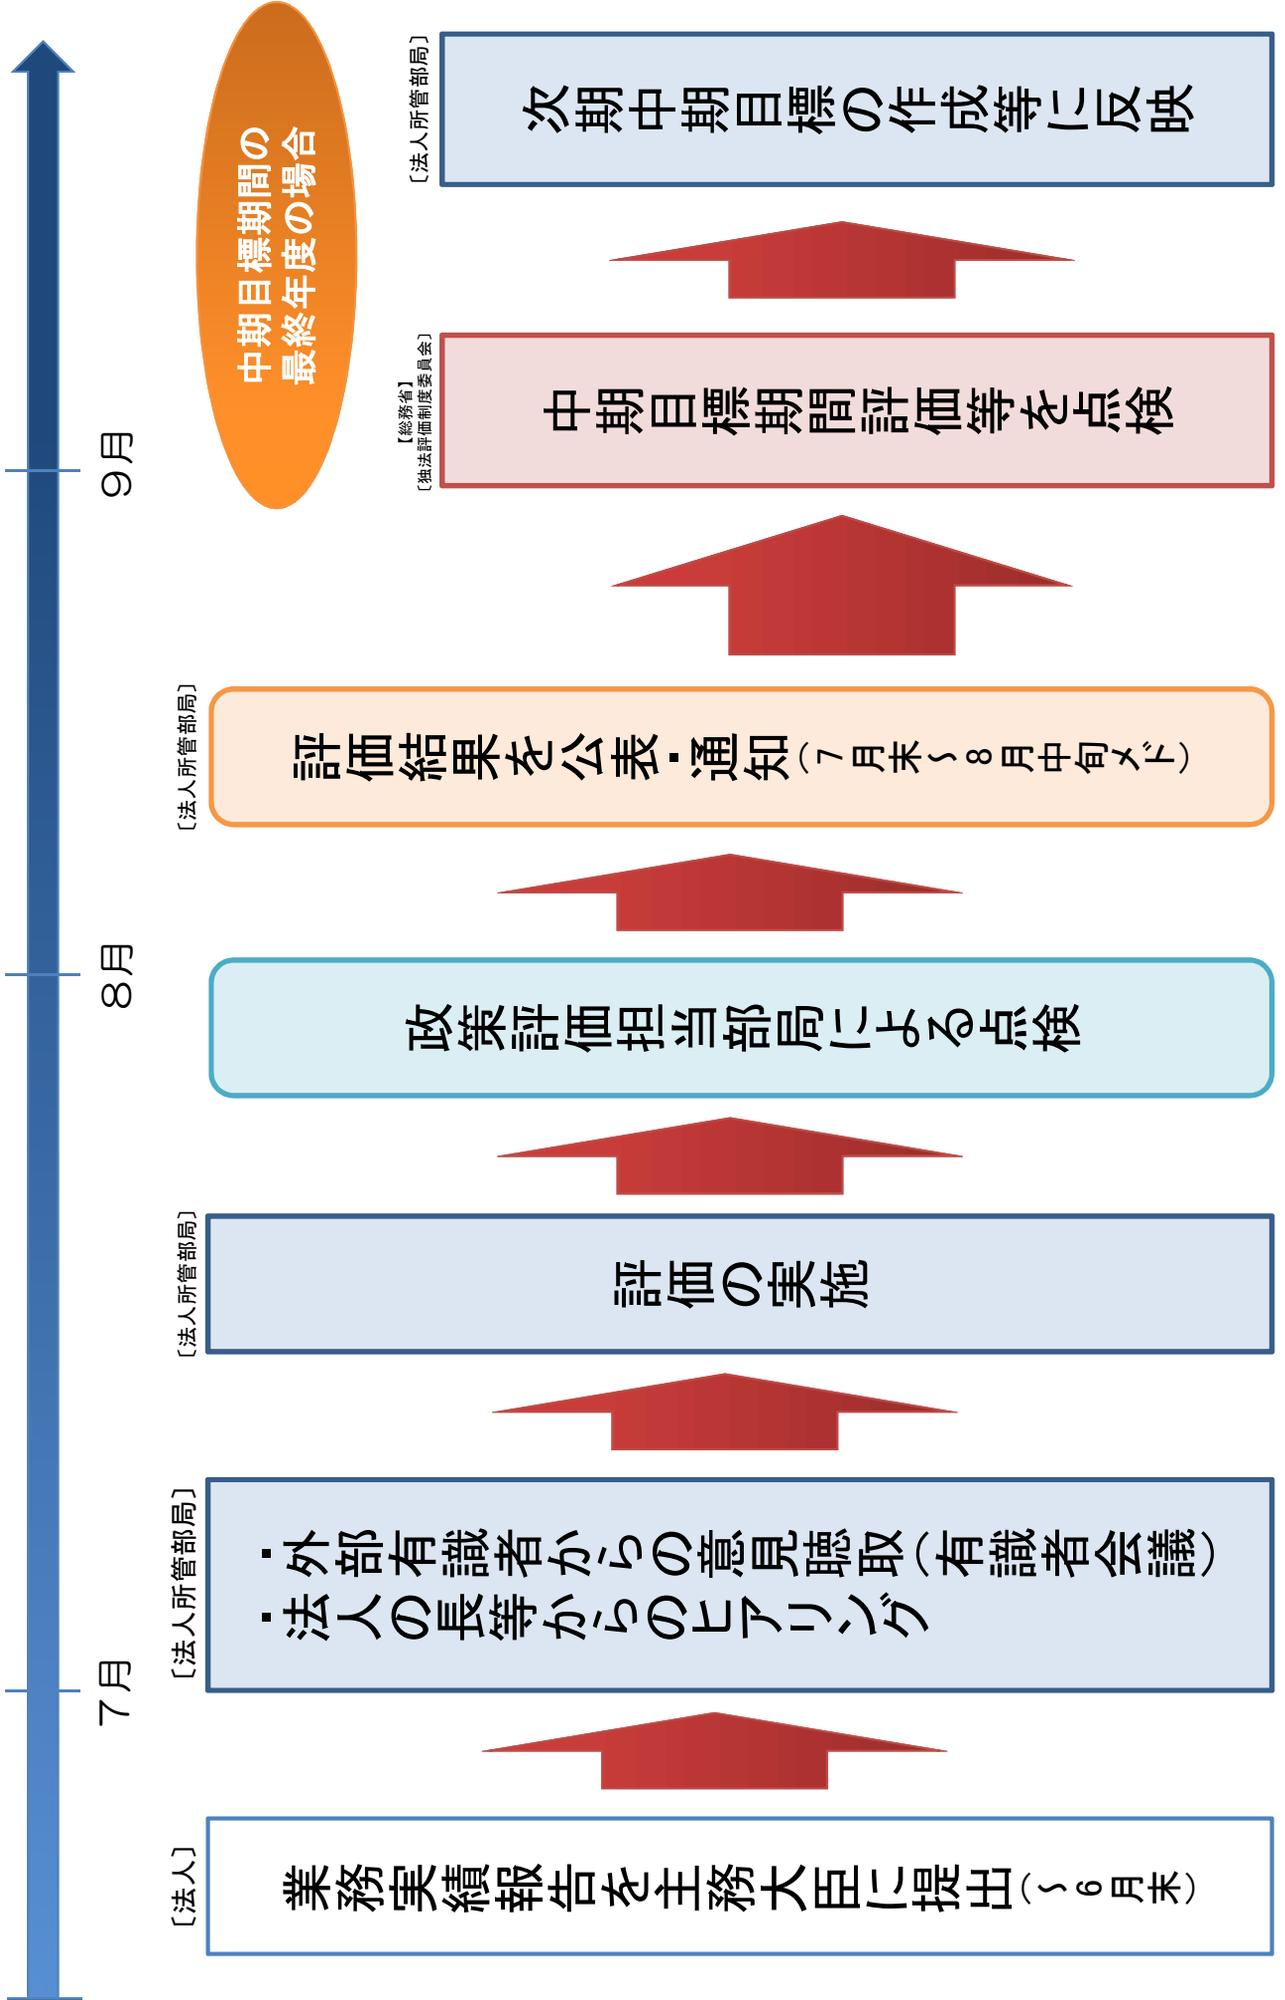 7月
8月
9月
〔法人〕
業務実績報告を主務大臣に提出(～6月末)
〔法人所管部局〕
・外部有識者からの意見聴取(有識者会議)
・法人の長等からのヒアリング
〔法人所管部局〕
評価の実施
政策評価担当部局による点検
〔法人所管部局〕
評価結果を公表・通知(7月末～8月中旬メド)
中期目標期間の
最終年度の場合
【総務省】
〔独法評価制度委員会〕
中期目標期間評価等を点検
〔法人所管部局〕
次期中期目標の作成等に反映